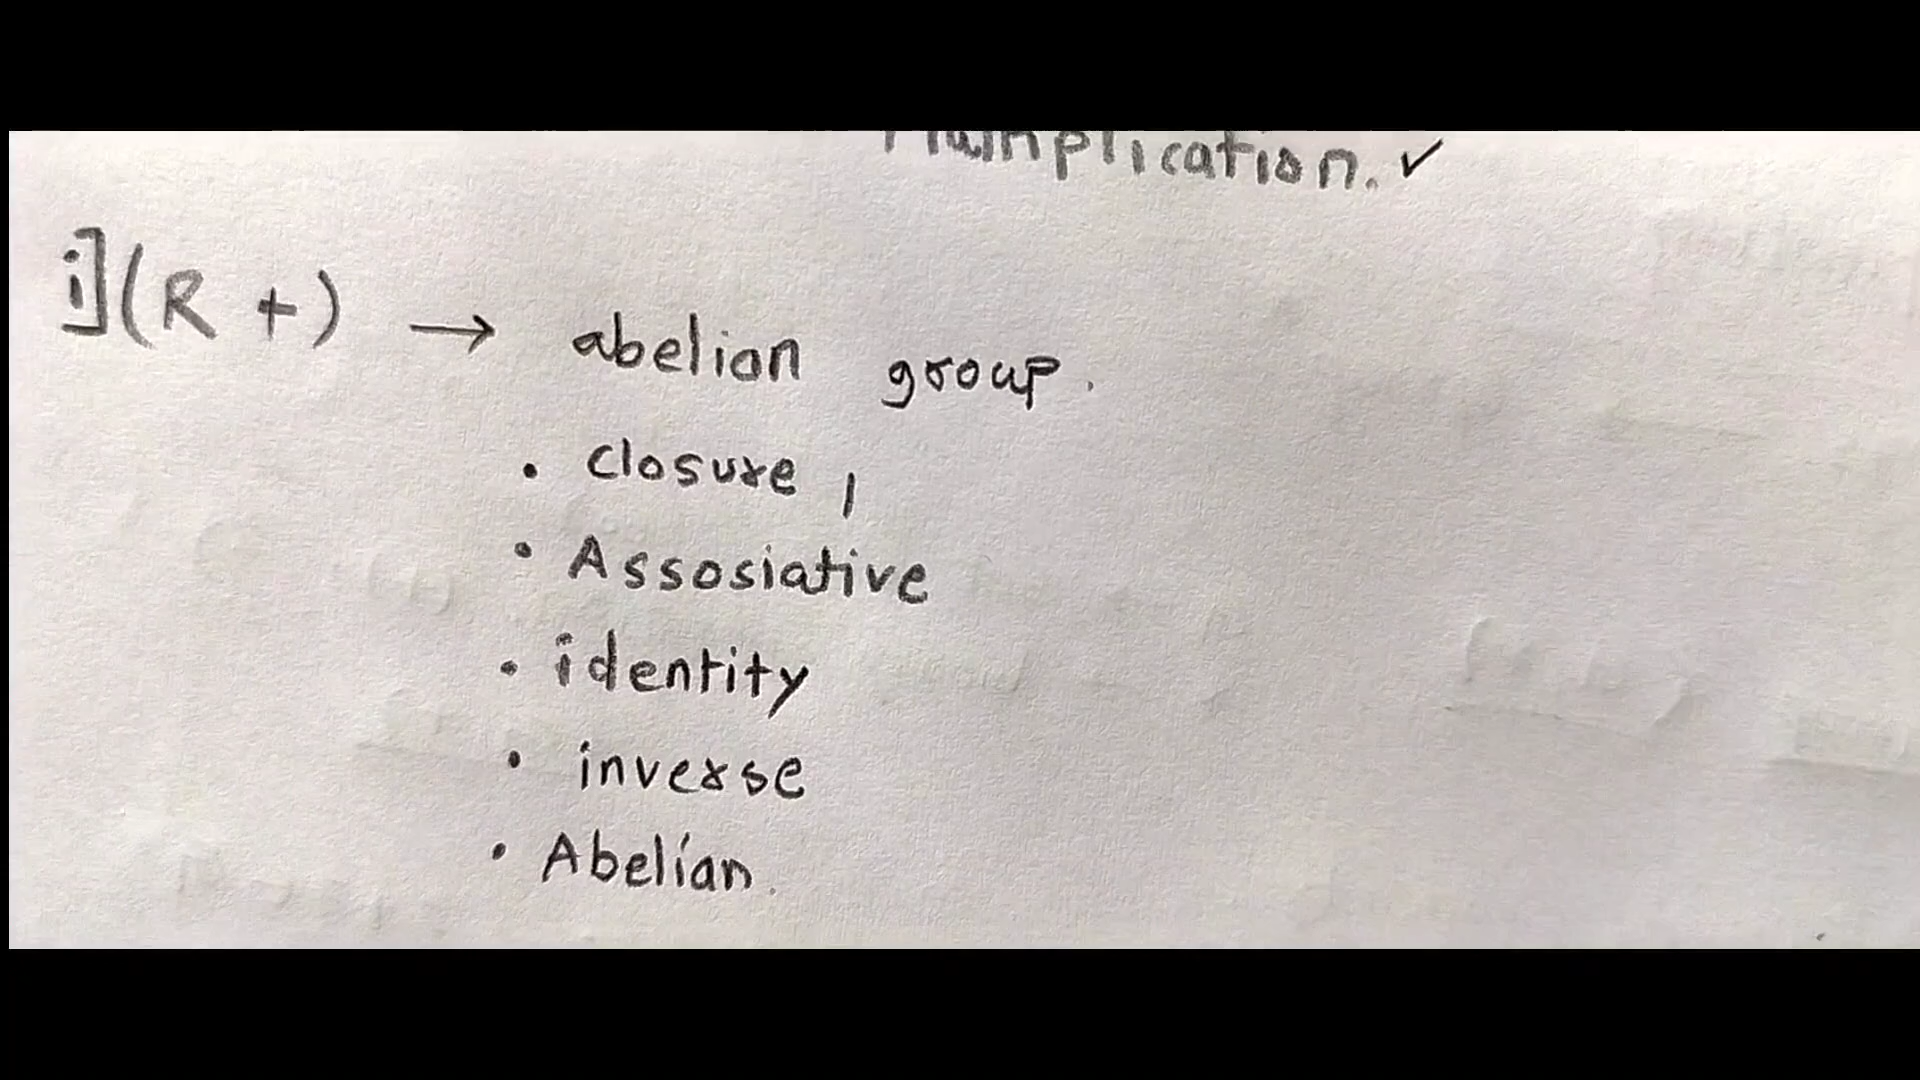 Multiplication. ✓
i](R +) → abelian group.
• closure,
• Assosiative
• identity
• inverse
• Abelian.